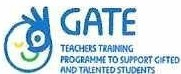 GATE
TEACHERS TRAINING
PROGRAMME TO SUPPORT GIFTED
AND TALENTED STUDENTS